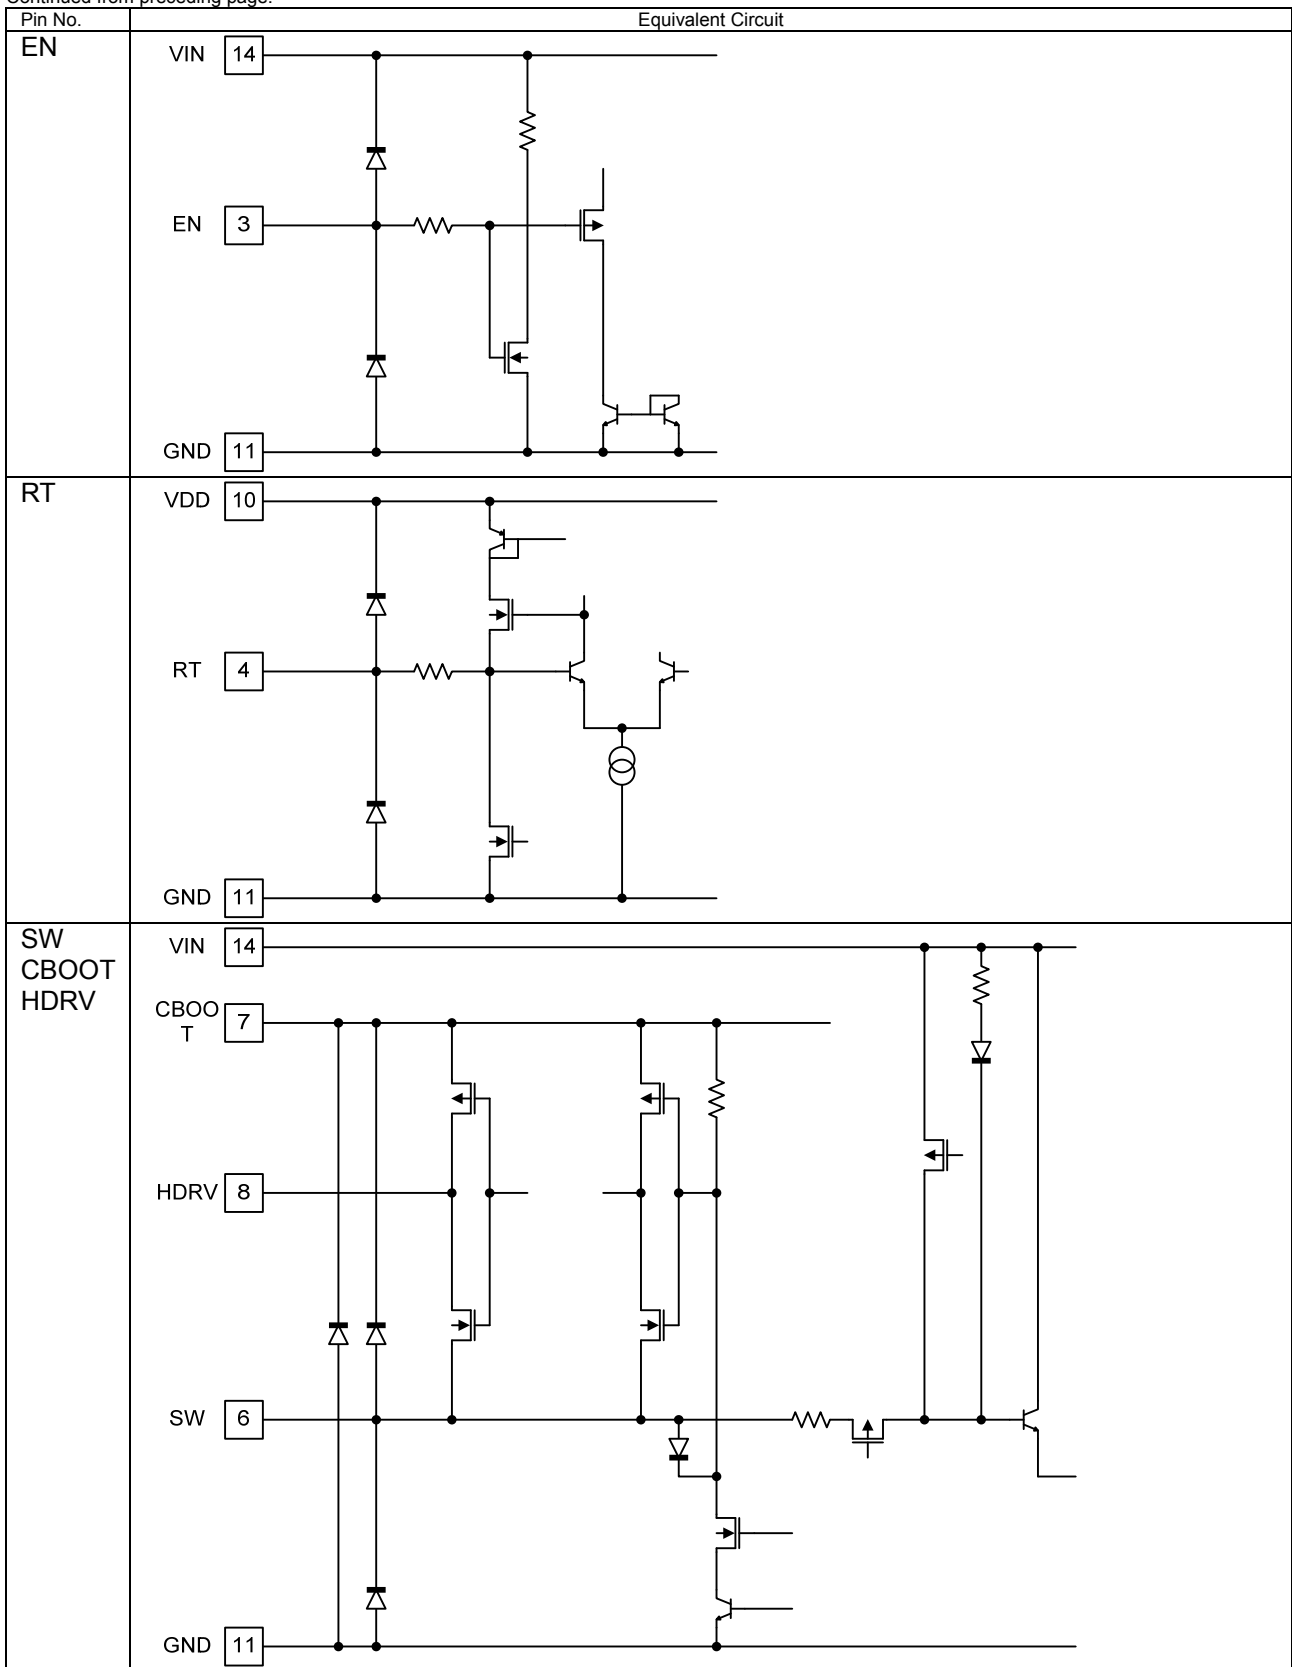 Continued from preceding page.
Pin No. Equivalent Circuit
EN
VIN 14
EN 3
GND 11
RT
VDD 10
RT 4
GND 11
SW
CBOOT
HDRV
VIN 14
CBOO
T 7
HDRV 8
SW 6
GND 11